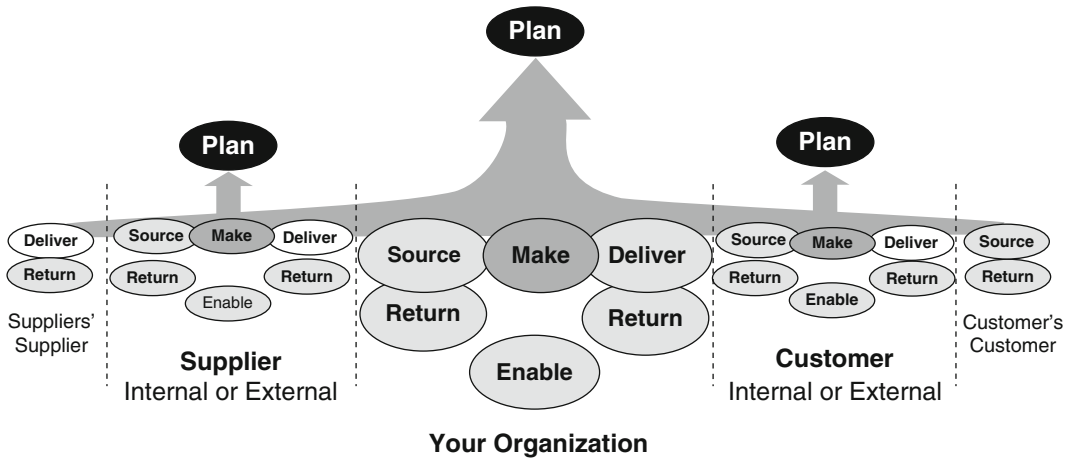 Plan
Plan
Plan
Deliver
Return
Suppliers'
Supplier
Source
Make
Deliver
Return
Return
Enable
Supplier
Internal or External
Source
Make
Deliver
Return
Return
Enable
Your Organization
Source
Make
Deliver
Return
Return
Enable
Customer
Internal or External
Source
Return
Customer's
Customer